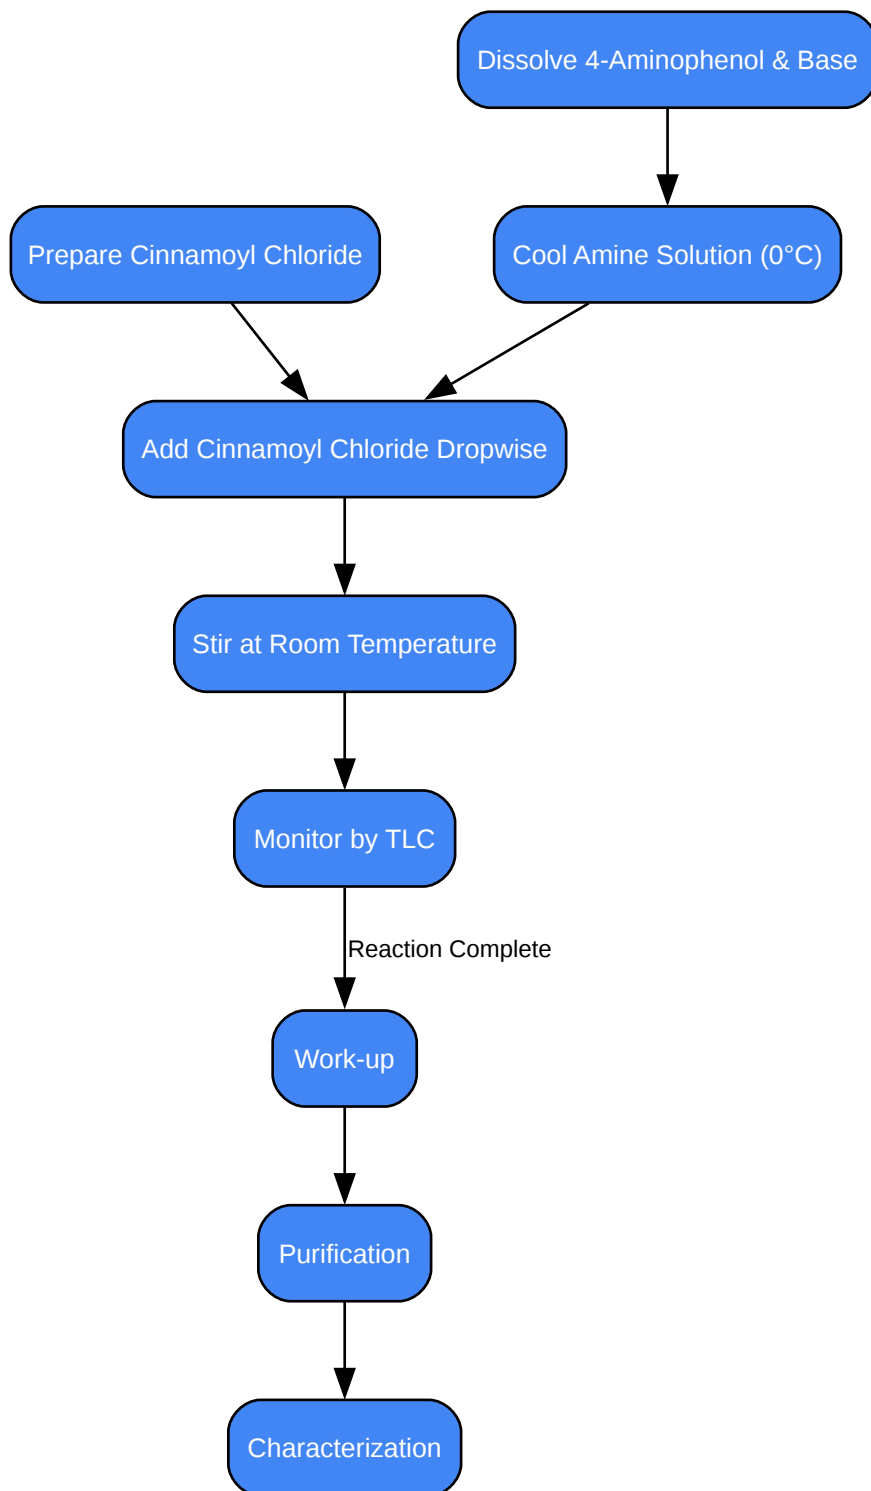 Dissolve 4-Aminophenol & Base
Prepare Cinnamoyl Chloride
Cool Amine Solution (0°C)
Add Cinnamoyl Chloride Dropwise
Stir at Room Temperature
Monitor by TLC
Reaction Complete
Work-up
Purification
Characterization